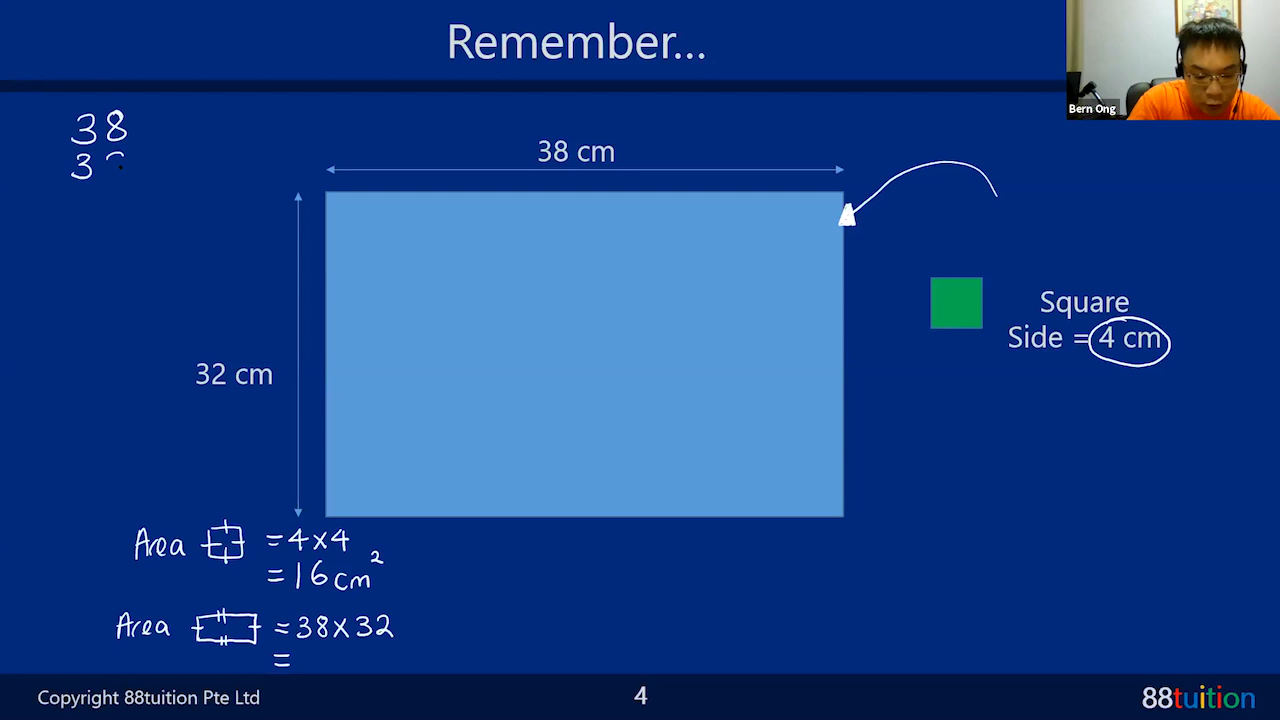 Remember...
Bern Ong
38
3
38 cm
32 cm
Square
Side = 4 cm
Area = 4 x 4
= 16 cm²
Area = 38 x 32
=
Copyright 88tuition Pte Ltd
4
88tuition